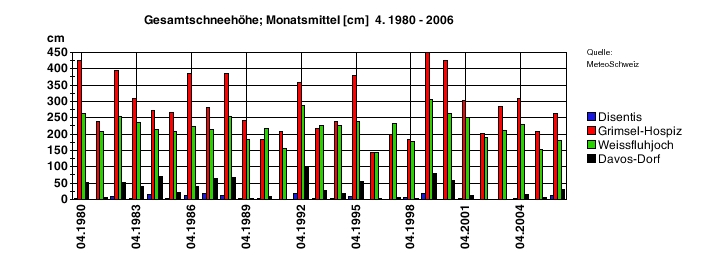 Gesamtschneehöhe; Monatsmittel [cm] 4. 1980 - 2006
cm
450
400
350
300
250
200
150
100
50
0
04.1980
04.1983
04.1986
04.1989
04.1992
04.1995
04.1998
04.2001
04.2004
Quelle:
MeteoSchweiz
Disentis
Grimsel-Hospiz
Weissfluhjoch
Davos-Dorf